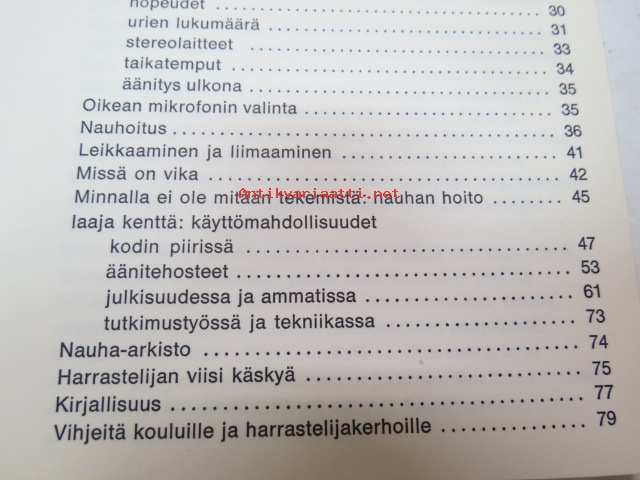 nopeudet .......... 30
urien lukumäärä .......... 31
stereolaitteet .......... 33
taikatemput .......... 34
äänitys ulkona .......... 35
Oikean mikrofonin valinta .......... 35
Nauhoitus .......... 36
Leikkaaminen ja liimaaminen .......... 41
Missä on vika .......... 42
Antikvariaatti.net
Minnalla ei ole mitään tekemistä: nauhan hoito .......... 45
laaja kenttä: käyttömahdollisuudet
kodin piirissä .......... 47
äänitehosteet .......... 53
julkisuudessa ja ammatissa .......... 61
tutkimustyössä ja tekniikassa .......... 73
Nauha-arkisto .......... 74
Harrastelijan viisi käskyä .......... 75
Kirjallisuus .......... 77
Vihjeitä kouluille ja harrastelijakerhoille .......... 79